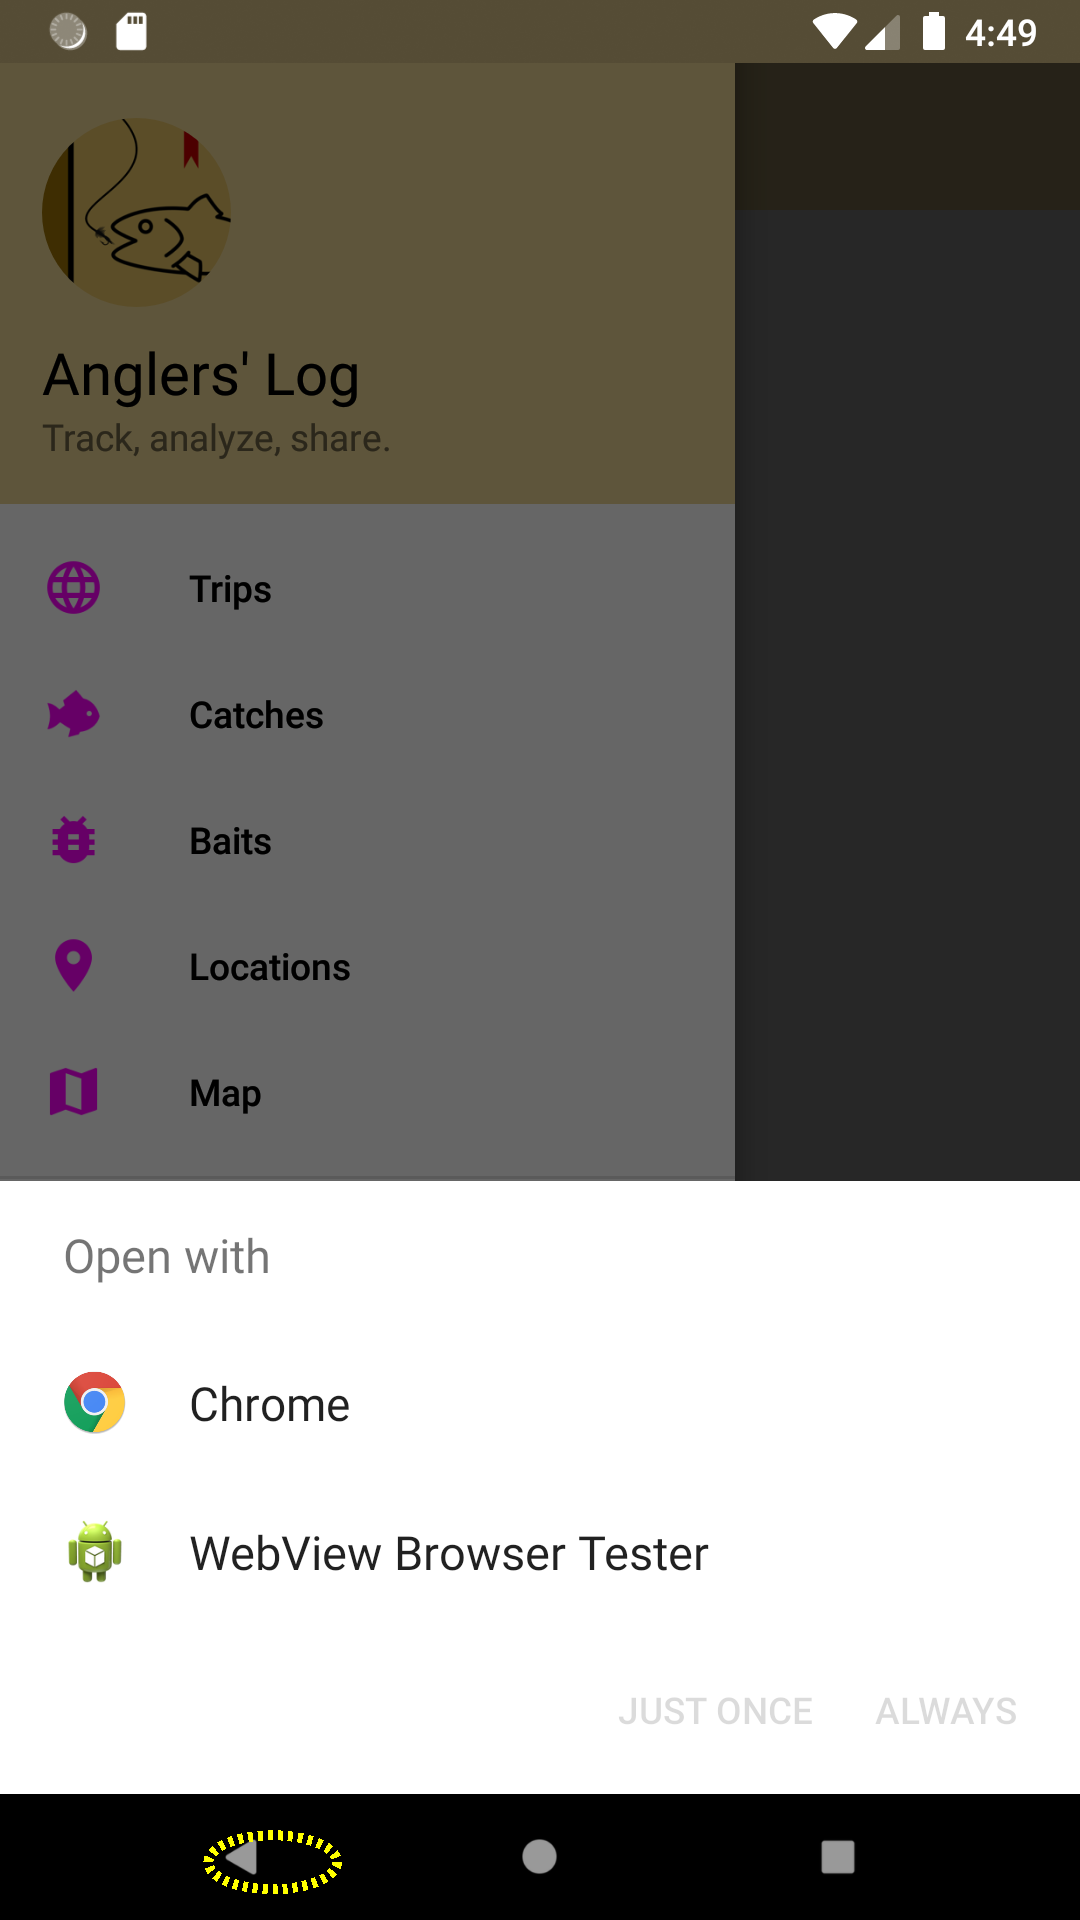 4:49
Anglers' Log
Track, analyze, share.
Trips
Catches
Baits
Locations
Map
Open with
Chrome
WebView Browser Tester
JUST ONCE ALWAYS